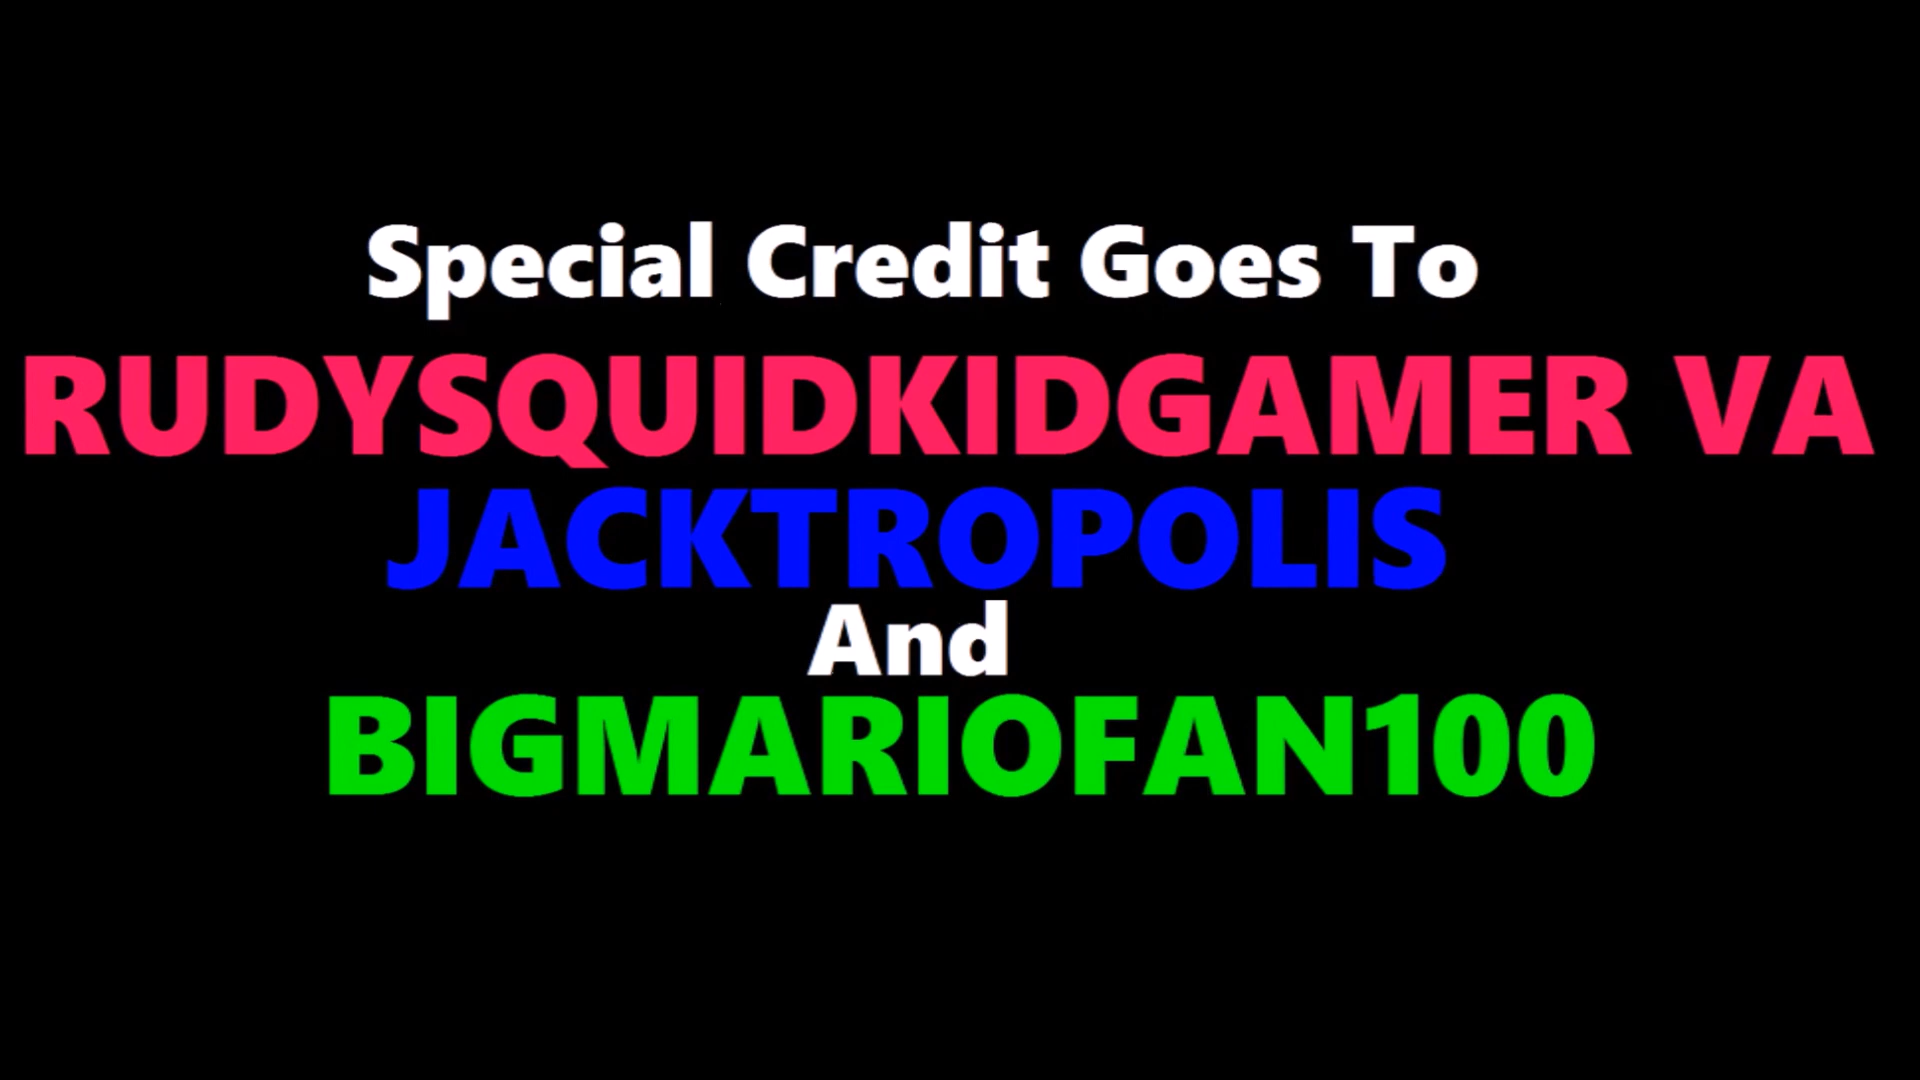 Special Credit Goes To
RUDYSQUIDKIDGAMER VA
JACKTROPOLIS
And
BIGMARIOFAN100